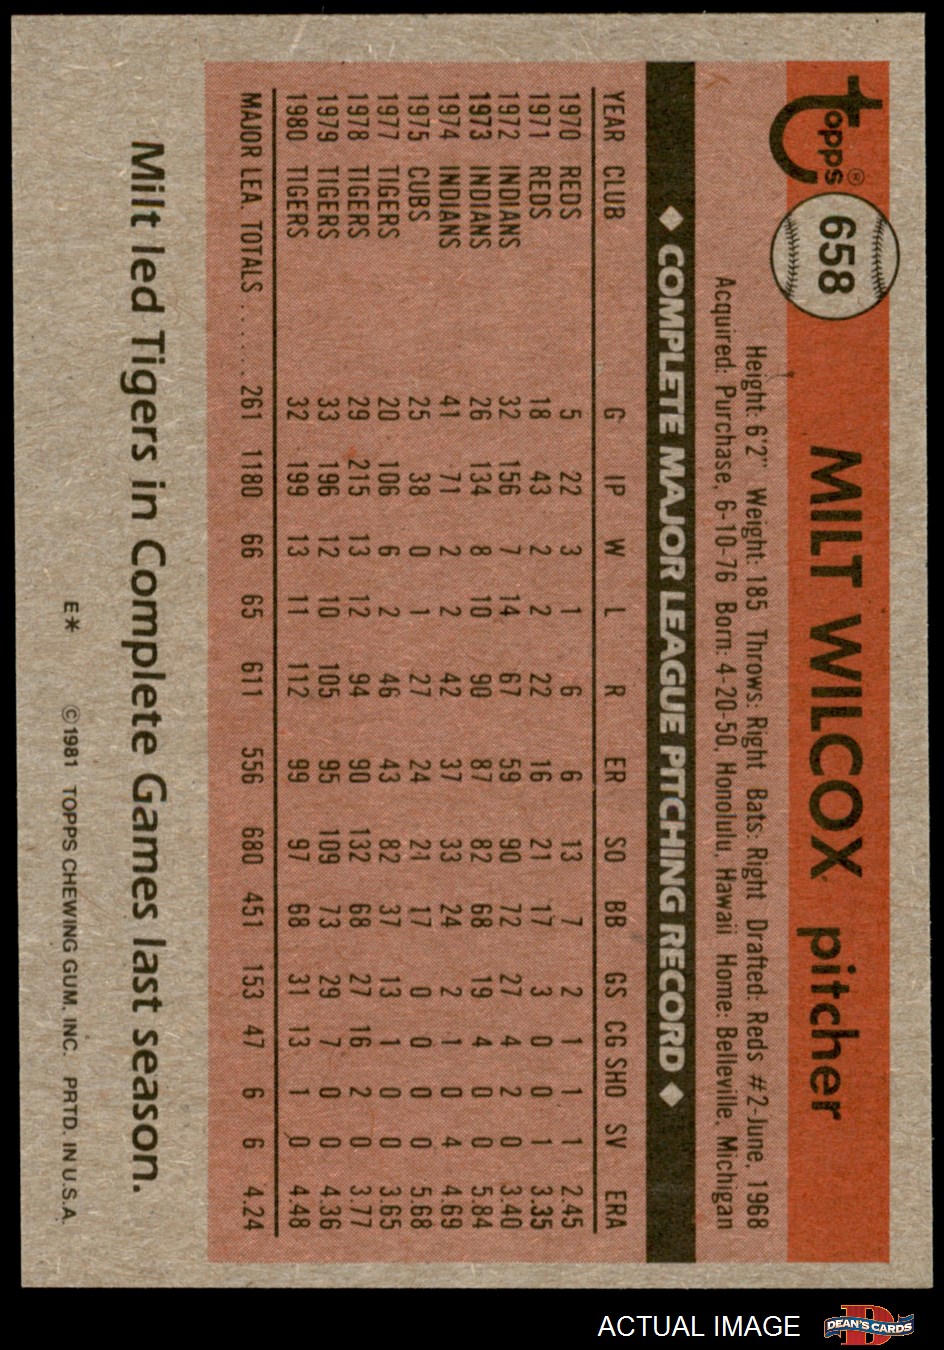 Topps®
658
MILT WILCOX pitcher
Height: 6'2" Weight: 185 Throws: Right Bats: Right Drafted: Reds #2-June, 1968
Acquired: Purchase, 6-10-76 Born: 4-20-50, Honolulu, Hawaii Home: Belleville, Michigan
◆ COMPLETE MAJOR LEAGUE PITCHING RECORD ◆
YEAR CLUB G IP W L R ER SO BB GS CG SHO SV ERA
1970 REDS 5 22 3 1 6 6 13 7 2 1 1 1 2.45
1971 REDS 18 43 2 2 22 16 21 17 3 0 0 1 3.35
1972 INDIANS 32 156 7 14 67 59 90 72 27 4 2 0 3.40
1973 INDIANS 26 134 8 10 90 87 82 68 19 4 0 0 5.84
1974 INDIANS 41 71 2 2 42 37 33 24 2 1 0 4 4.69
1975 CUBS 25 38 0 1 27 24 21 17 0 0 0 0 5.68
1977 TIGERS 20 106 6 2 46 43 82 37 13 1 0 0 3.65
1978 TIGERS 29 215 13 12 94 90 132 68 27 16 2 0 3.77
1979 TIGERS 33 196 12 10 105 95 109 73 29 7 0 0 4.36
1980 TIGERS 32 199 13 11 112 99 97 68 31 13 1 0 4.48
MAJOR LEA. TOTALS ...... 261 1180 66 65 611 556 680 451 153 47 6 6 4.24
Milt led Tigers in Complete Games last season.
E* ©1981 TOPPS CHEWING GUM, INC. PRTD. IN U.S.A.
ACTUAL IMAGE
D
DEAN'S CARDS